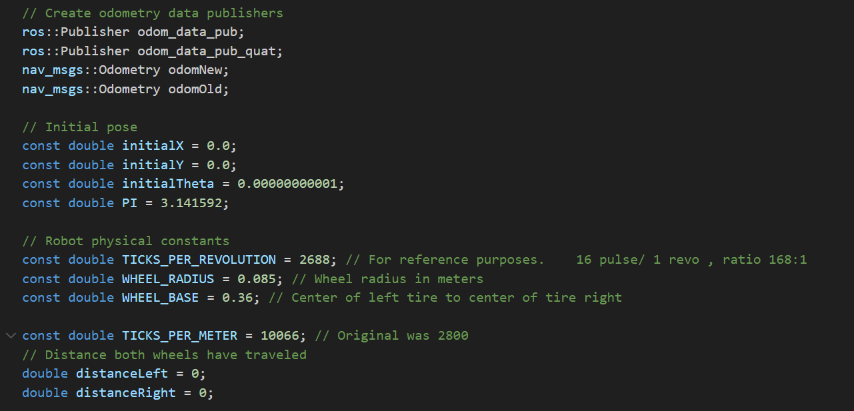 // Create odometry data publishers
ros::Publisher odom_data_pub;
ros::Publisher odom_data_pub_quat;
nav_msgs::Odometry odomNew;
nav_msgs::Odometry odomOld;
// Initial pose
const double initialX = 0.0;
const double initialY = 0.0;
const double initialTheta = 0.00000000001;
const double PI = 3.141592;
// Robot physical constants
const double TICKS_PER_REVOLUTION = 2688; // For reference purposes.    16 pulse/ 1 revo , ratio 168:1
const double WHEEL_RADIUS = 0.085; // Wheel radius in meters
const double WHEEL_BASE = 0.36; // Center of left tire to center of tire right
const double TICKS_PER_METER = 10066; // Original was 2800
// Distance both wheels have traveled
double distanceLeft = 0;
double distanceRight = 0;